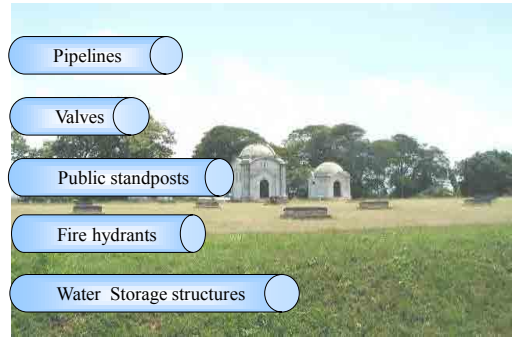 Pipelines
Valves
Public standposts
Fire hydrants
Water Storage structures